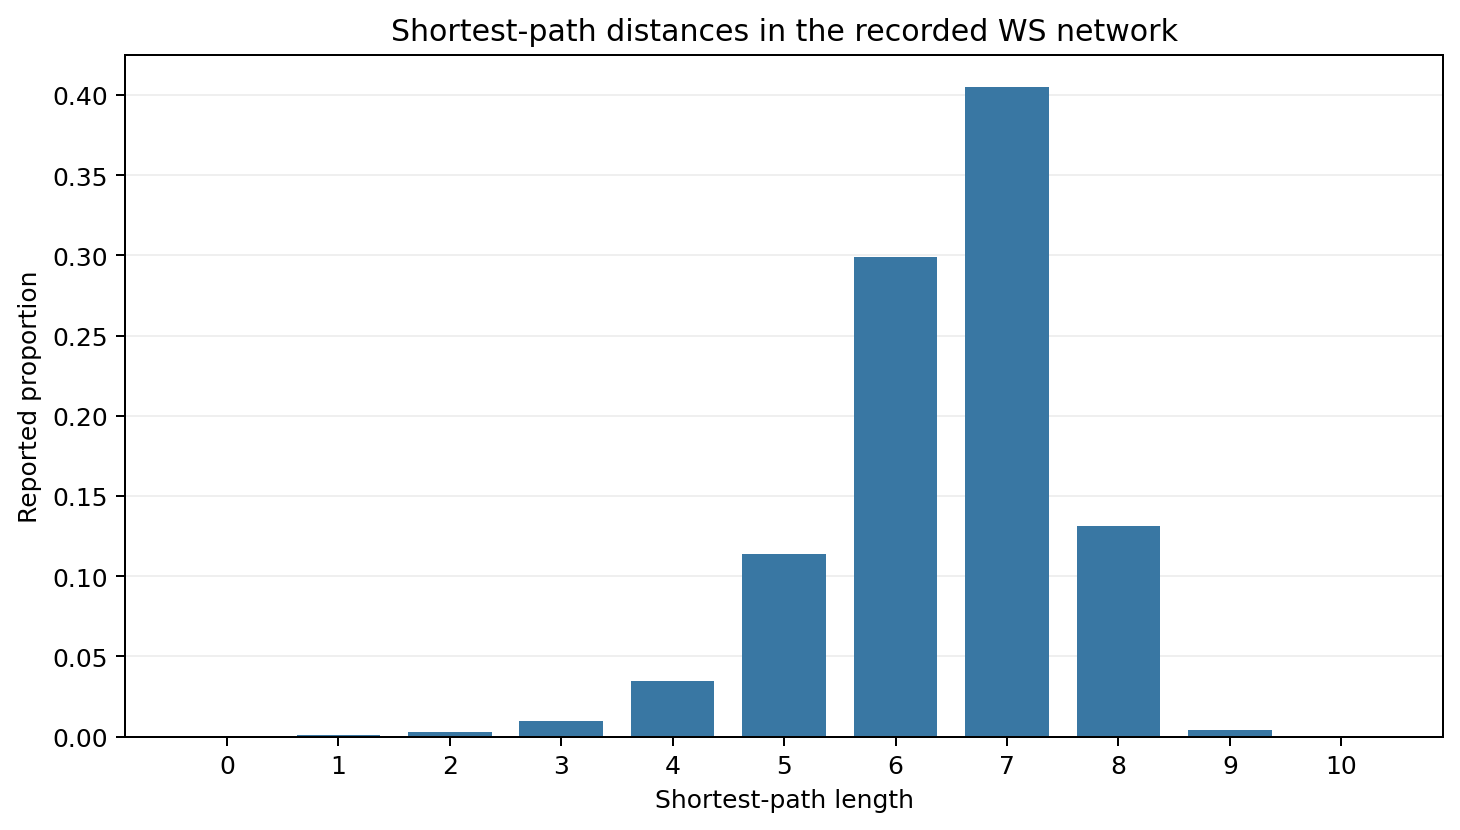 Shortest-path distances in the recorded WS network
Reported proportion
0.40
0.35
0.30
0.25
0.20
0.15
0.10
0.05
0.00
0 1 2 3 4 5 6 7 8 9 10
Shortest-path length